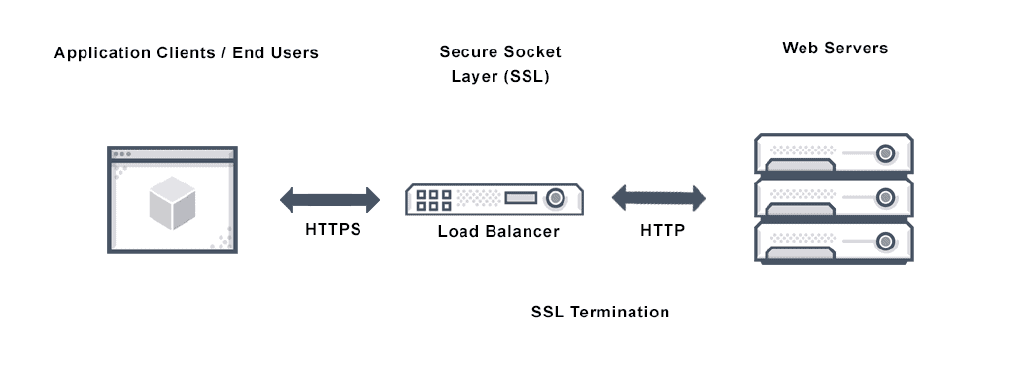 Application Clients / End Users
Secure Socket
Layer (SSL)
Web Servers
HTTPS
Load Balancer
HTTP
SSL Termination